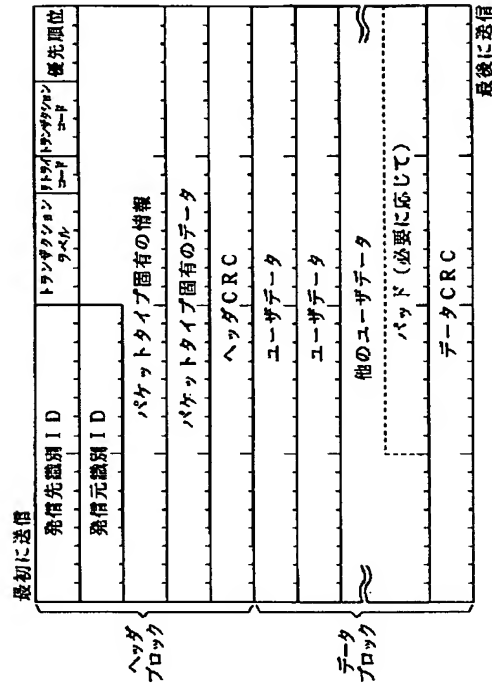 最初に送信
発信先識別ID
トランザクション
ラベル
リトライ
コード
トランザクション
コード
優先順位
発信元識別ID
パケットタイプ固有の情報
パケットタイプ固有のデータ
ヘッダCRC
ユーザデータ
ユーザデータ
他のユーザデータ
パッド(必要に応じて)
データCRC
最後に送信
ヘッダ
ブロック
データ
ブロック